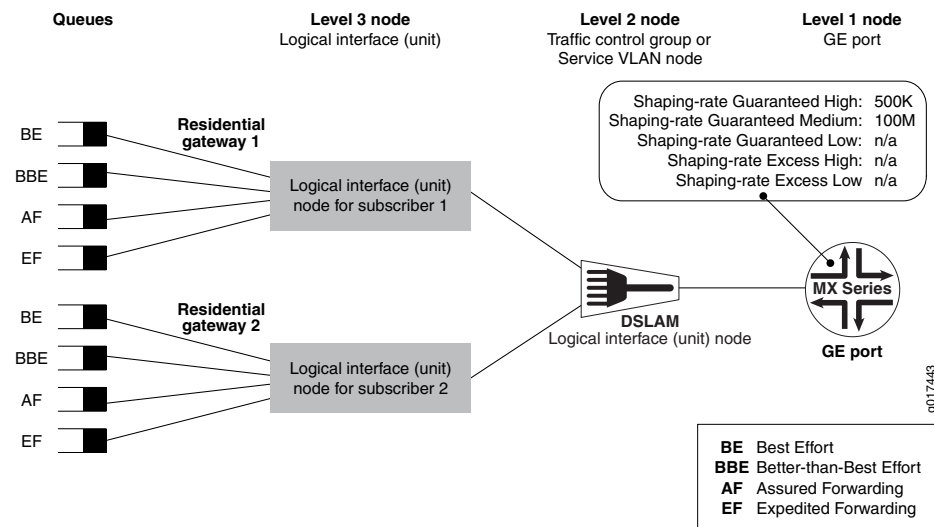 Queues
Level 3 node
Logical interface (unit)
Level 2 node
Traffic control group or
Service VLAN node
Level 1 node
GE port
Shaping-rate Guaranteed High: 500K
Shaping-rate Guaranteed Medium: 100M
Shaping-rate Guaranteed Low: n/a
Shaping-rate Excess High: n/a
Shaping-rate Excess Low n/a
BE
BBE
AF
EF
Residential
gateway 1
Logical interface (unit)
node for subscriber 1
BE
BBE
AF
EF
Residential
gateway 2
Logical interface (unit)
node for subscriber 2
DSLAM
Logical interface (unit) node
MX Series
GE port
g017443
BE Best Effort
BBE Better-than-Best Effort
AF Assured Forwarding
EF Expedited Forwarding